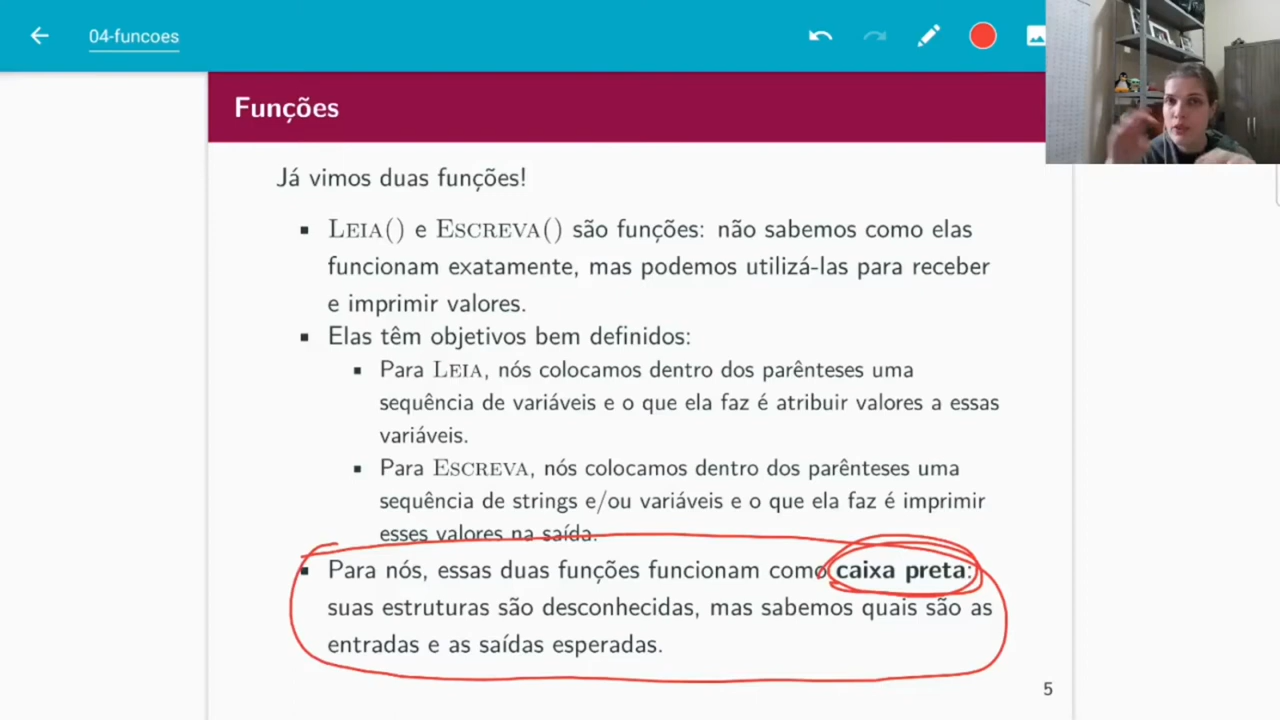 04-funcoes
Funções
Já vimos duas funções!
▪ LEIA() e ESCREVA() são funções: não sabemos como elas
funcionam exatamente, mas podemos utilizá-las para receber
e imprimir valores.
▪ Elas têm objetivos bem definidos:
▪ Para LEIA, nós colocamos dentro dos parênteses uma
sequência de variáveis e o que ela faz é atribuir valores a essas
variáveis.
▪ Para ESCREVA, nós colocamos dentro dos parênteses uma
sequência de strings e/ou variáveis e o que ela faz é imprimir
esses valores na saída.
▪ Para nós, essas duas funções funcionam como caixa preta:
suas estruturas são desconhecidas, mas sabemos quais são as
entradas e as saídas esperadas.
5